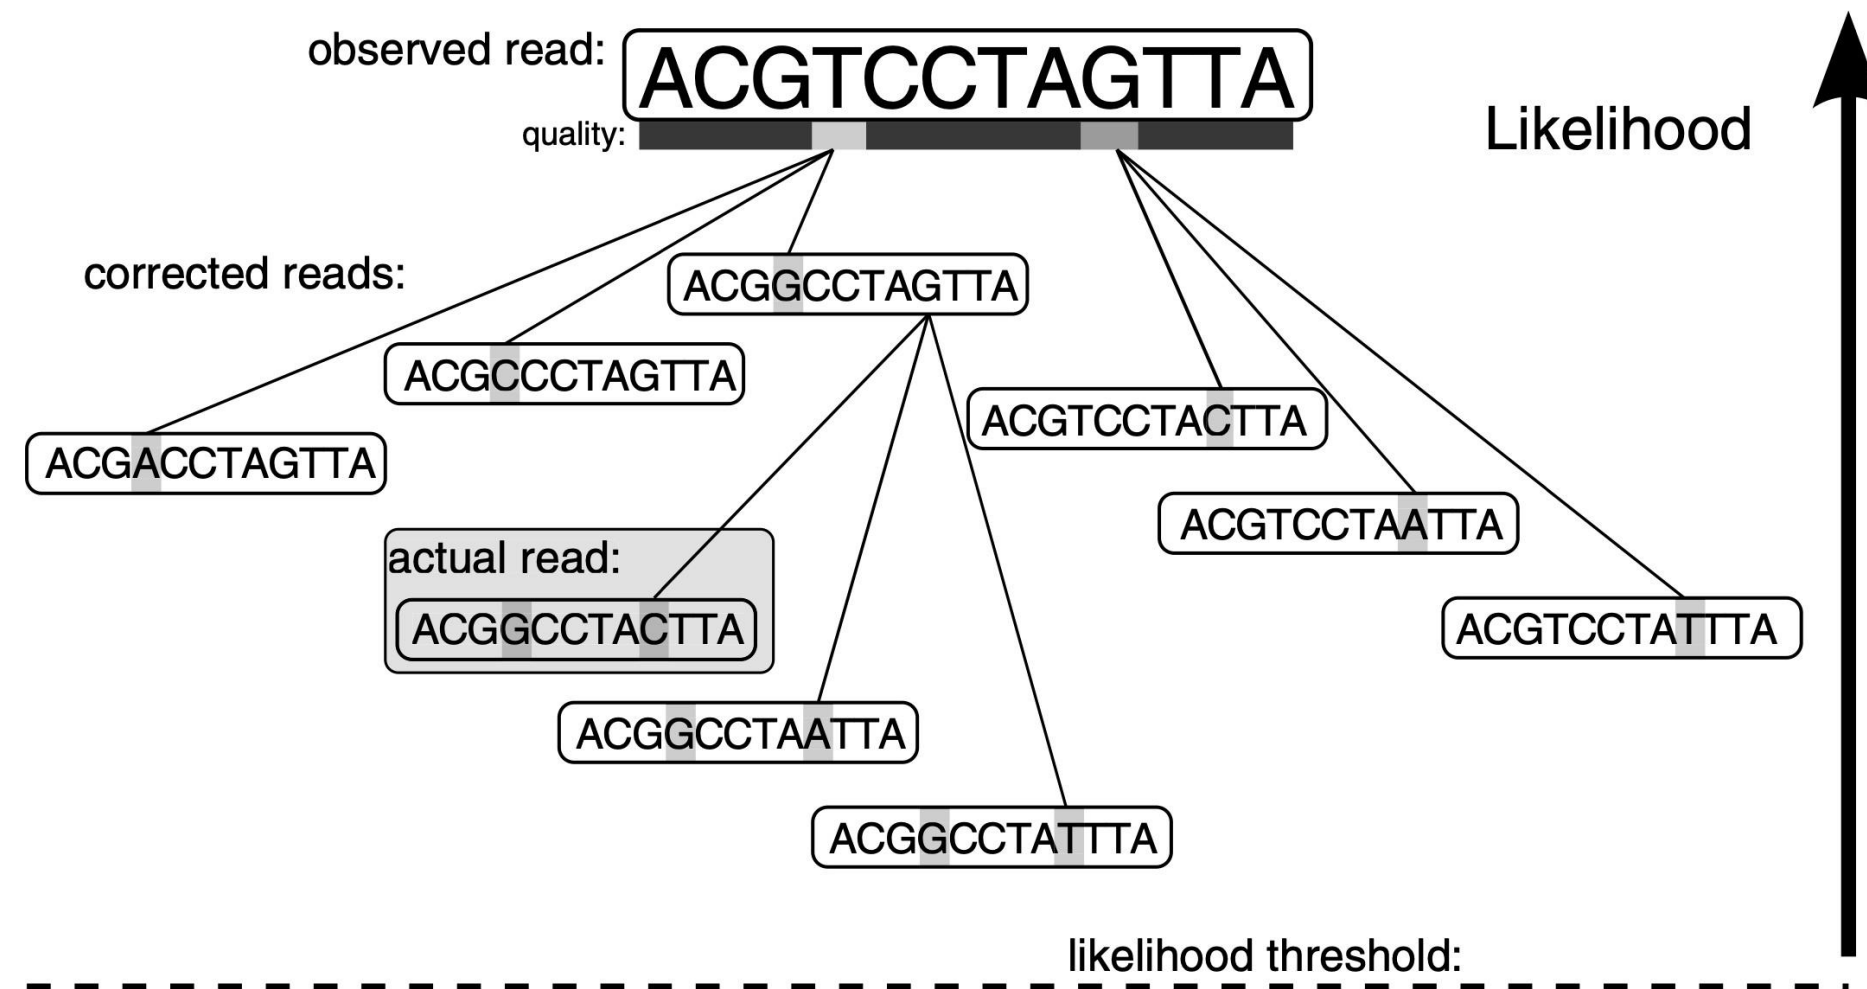 observed read:
ACGTCCTAGTTA
quality:
Likelihood
corrected reads:
ACGGCCTAGTTA
ACGCCCTAGTTA
ACGTCCTACTTA
ACGACCTAGTTA
ACGTCCTAATTA
actual read:
ACGGCCTACTTA
ACGTCCTATTTA
ACGGCCTAATTA
ACGGCCTATTTA
likelihood threshold: